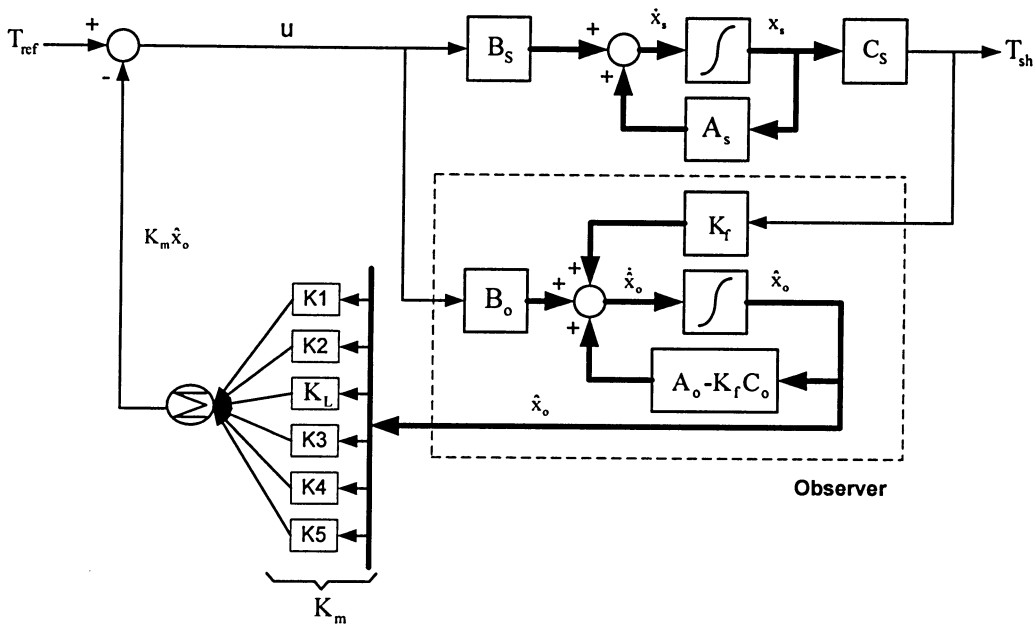 T_ref
+
-
u
B_S
+
+
ẋ_s
∫
x_s
A_s
C_S
T_sh
K_f
K_m x̂_o
B_o
+
+
+
x̂̇_o
∫
x̂_o
A_o-K_fC_o
x̂_o
Observer
K1
K2
K_L
K3
K4
K5
Σ
K_m